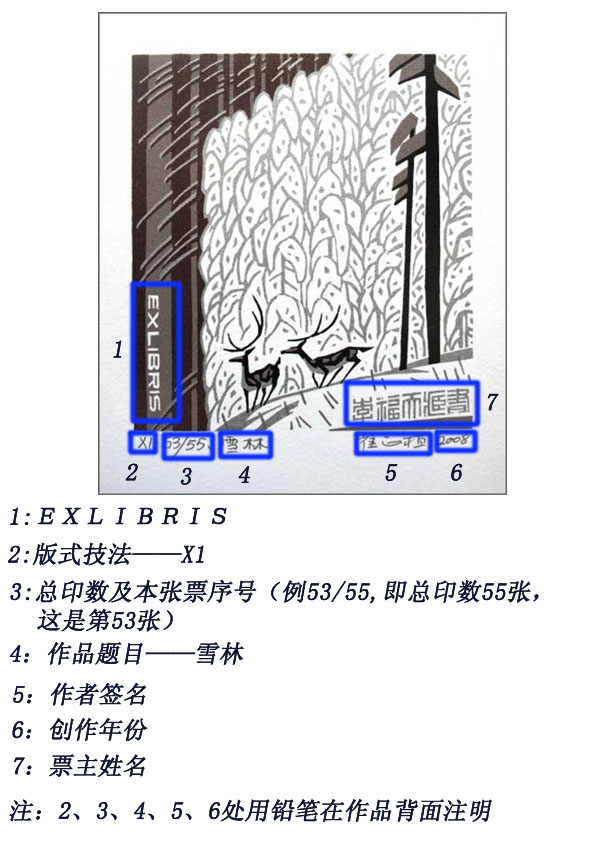 EXLIBRIS
1
7
X1
53/55
雪林
2008
2
3
4
5
6
1:EXLIBRIS
2:版式技法——X1
3:总印数及本张票序号（例53/55,即总印数55张，
这是第53张）
4：作品题目——雪林
5：作者签名
6：创作年份
7：票主姓名
注：2、3、4、5、6处用铅笔在作品背面注明